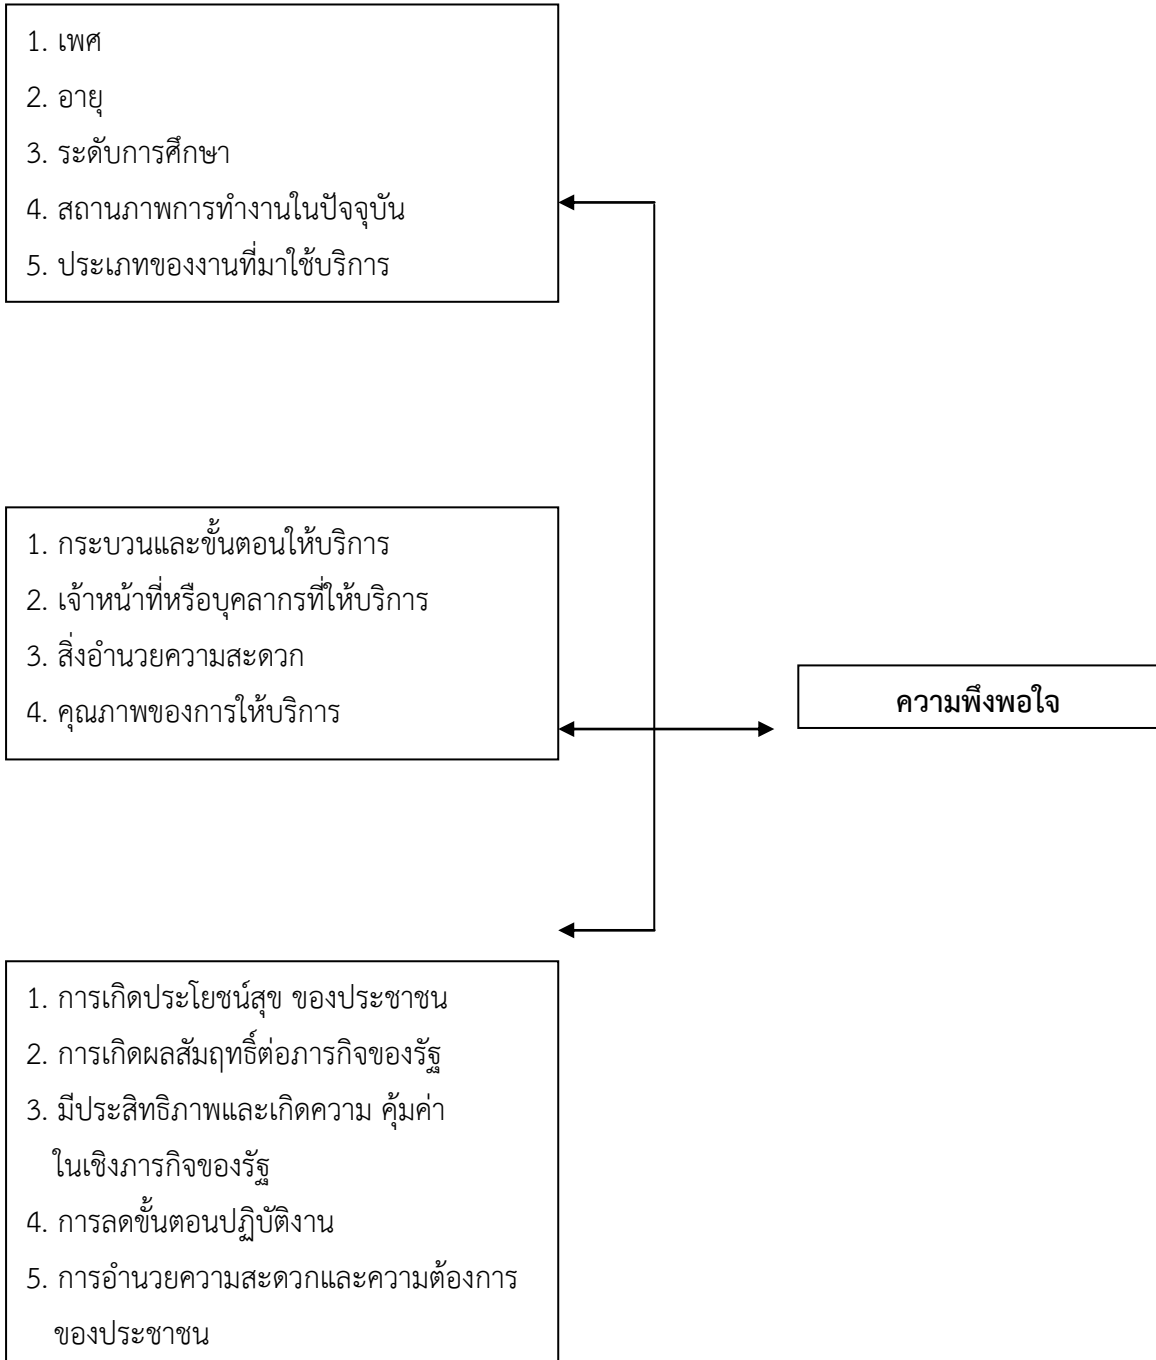 1. เพศ
2. อายุ
3. ระดับการศึกษา
4. สถานภาพการทำงานในปัจจุบัน
5. ประเภทของงานที่มาใช้บริการ
1. กระบวนและขั้นตอนให้บริการ
2. เจ้าหน้าที่หรือบุคลากรที่ให้บริการ
3. สิ่งอำนวยความสะดวก
4. คุณภาพของการให้บริการ
ความพึงพอใจ
1. การเกิดประโยชน์สุข ของประชาชน
2. การเกิดผลสัมฤทธิ์ต่อภารกิจของรัฐ
3. มีประสิทธิภาพและเกิดความ คุ้มค่า
ในเชิงภารกิจของรัฐ
4. การลดขั้นตอนปฏิบัติงาน
5. การอำนวยความสะดวกและความต้องการ
ของประชาชน